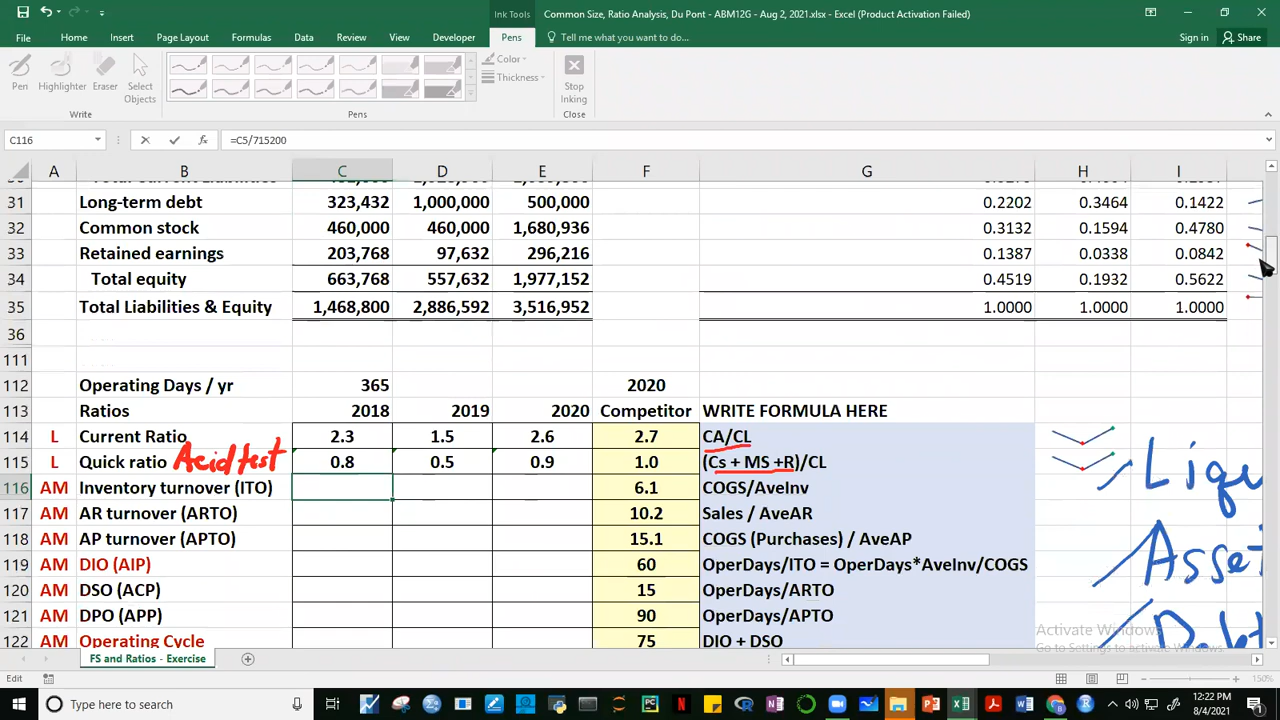 Ink Tools
Common Size, Ratio Analysis, Du Pont - ABM12G - Aug 2, 2021.xlsx - Excel (Product Activation Failed)
File Home Insert Page Layout Formulas Data Review View Developer Pens Tell me what you want to do... Sign in Share
Pen Highlighter Eraser Select Objects Color Thickness Stop Inking
Write Pens Close
C116 fx =C5/715200
A B C D E F G H I
31 Long-term debt 323,432 1,000,000 500,000 0.2202 0.3464 0.1422
32 Common stock 460,000 460,000 1,680,936 0.3132 0.1594 0.4780
33 Retained earnings 203,768 97,632 296,216 0.1387 0.0338 0.0842
34 Total equity 663,768 557,632 1,977,152 0.4519 0.1932 0.5622
35 Total Liabilities & Equity 1,468,800 2,886,592 3,516,952 1.0000 1.0000 1.0000
36
111
112 Operating Days / yr 365 2020
113 Ratios 2018 2019 2020 Competitor WRITE FORMULA HERE
114 L Current Ratio 2.3 1.5 2.6 2.7 CA/CL
115 L Quick ratio Acid test 0.8 0.5 0.9 1.0 (Cs + MS +R)/CL
116 AM Inventory turnover (ITO) 6.1 COGS/AveInv
117 AM AR turnover (ARTO) 10.2 Sales / AveAR
118 AM AP turnover (APTO) 15.1 COGS (Purchases) / AveAP
119 AM DIO (AIP) 60 OperDays/ITO = OperDays*AveInv/COGS
120 AM DSO (ACP) 15 OperDays/ARTO
121 AM DPO (APP) 90 OperDays/APTO
122 AM Operating Cycle 75 DIO + DSO
Liqu
Asse
Debt
Activate Windows
Go to Settings to activate Windows.
FS and Ratios - Exercise
Edit 150%
Type here to search
12:22 PM
8/4/2021